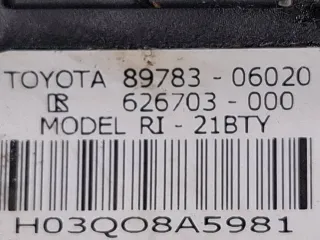 TOYOTA 89783 - 06020
R 626703 - 000
MODEL RI - 21BTY
H03QO8A5981